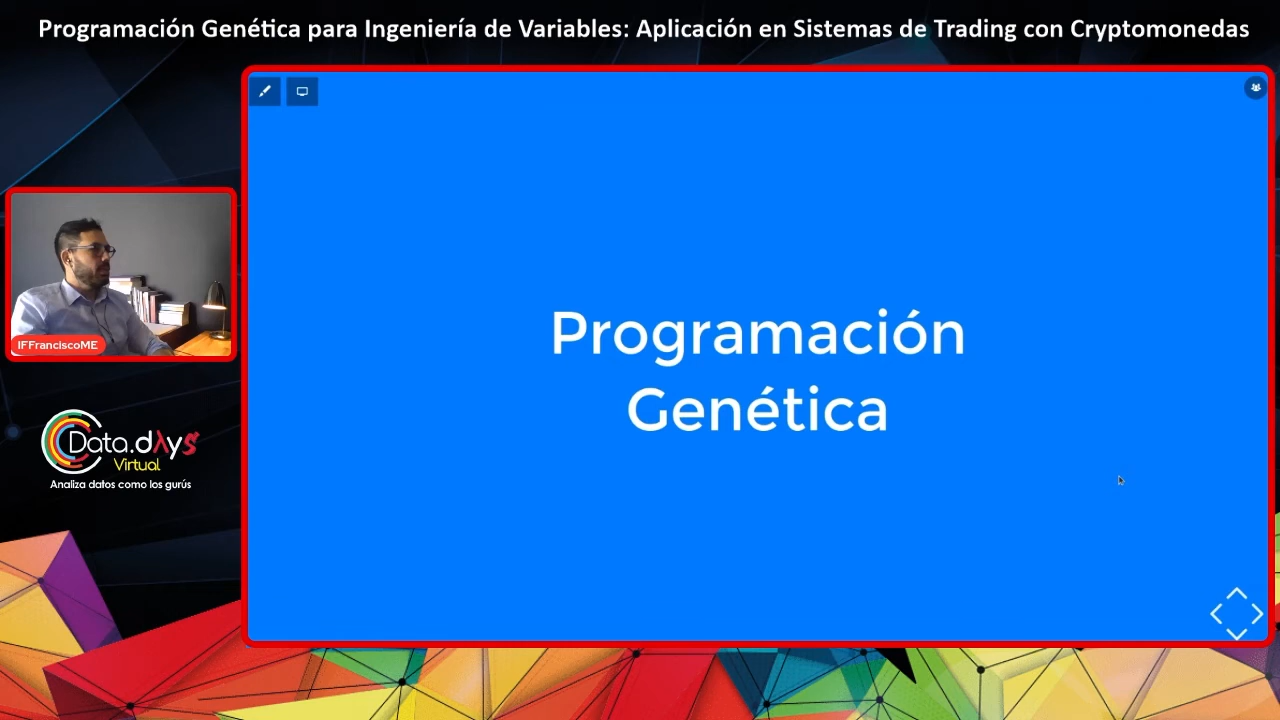 Programación Genética para Ingeniería de Variables: Aplicación en Sistemas de Trading con Cryptomonedas
Programación
Genética
IFFranciscoME
Data.dλys
Virtual
Analiza datos como los gurús